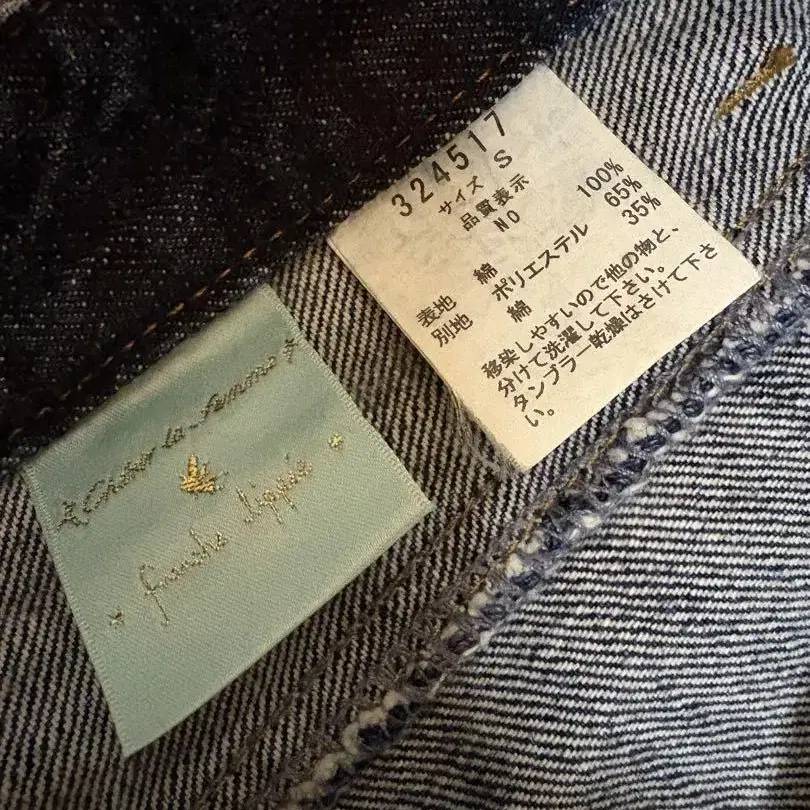 la femme
franche lippée
324517
サイズ S
品質表示
NO
表地 綿 100%
別地 ポリエステル 65%
綿 35%
移染しやすいので他の物と、
分けて洗濯して下さい。
タンブラー乾燥はさけて下さ
い。